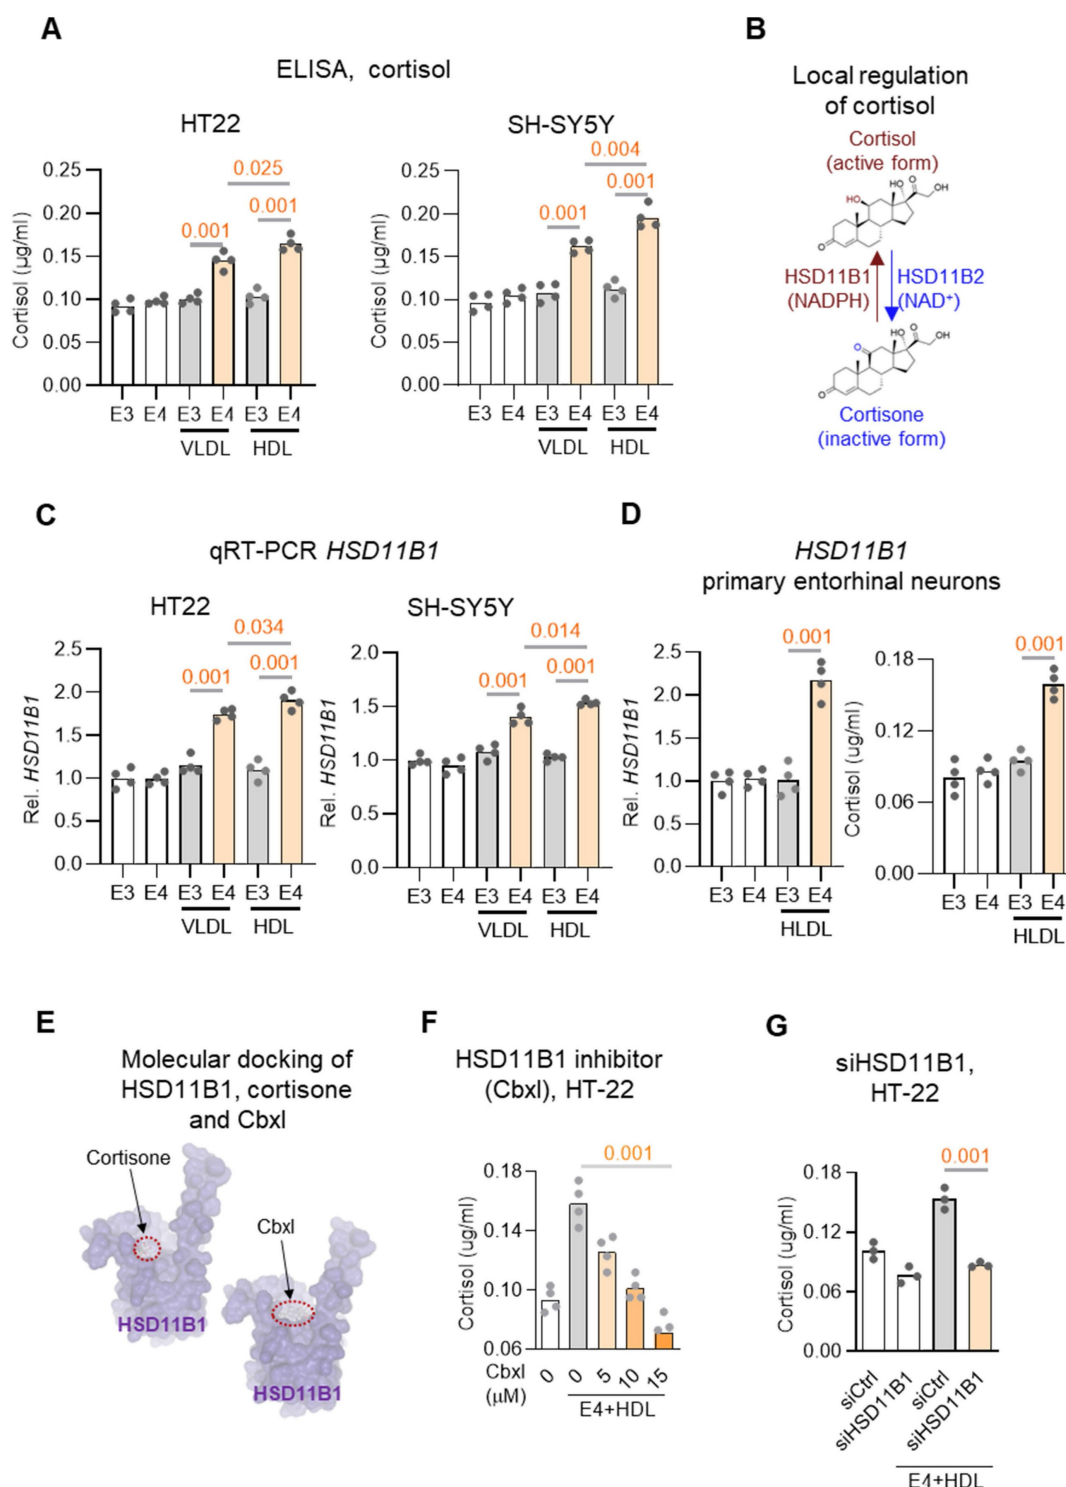 A
ELISA, cortisol
HT22
SH-SY5Y
Cortisol (µg/ml)
0.25
0.20
0.15
0.10
0.05
0.00
0.001
0.025
0.001
E3 E4 E3 E4 E3 E4
VLDL HDL
Cortisol (µg/ml)
0.25
0.20
0.15
0.10
0.05
0.00
0.001
0.004
0.001
E3 E4 E3 E4 E3 E4
VLDL HDL
B
Local regulation
of cortisol
Cortisol
(active form)
HO
HO
O
OH
O
HSD11B1
(NADPH)
HSD11B2
(NAD+)
O
HO
O
OH
O
Cortisone
(inactive form)
C
qRT-PCR HSD11B1
HT22
SH-SY5Y
Rel. HSD11B1
2.5
2.0
1.5
1.0
0.5
0.0
0.001
0.034
0.001
E3 E4 E3 E4 E3 E4
VLDL HDL
Rel. HSD11B1
2.0
1.5
1.0
0.5
0.0
0.001
0.014
0.001
E3 E4 E3 E4 E3 E4
VLDL HDL
D
HSD11B1
primary entorhinal neurons
Rel. HSD11B1
2.5
2.0
1.5
1.0
0.5
0.0
0.001
E3 E4 E3 E4
HLDL
Cortisol (ug/ml)
0.18
0.12
0.06
0.00
0.001
E3 E4 E3 E4
HLDL
E
Molecular docking of
HSD11B1, cortisone
and Cbxl
Cortisone
HSD11B1
Cbxl
HSD11B1
F
HSD11B1 inhibitor
(Cbxl), HT-22
Cortisol (ug/ml)
0.18
0.14
0.10
0.06
0.001
Cbxl
(µM)
0 0 5 10 15
E4+HDL
G
siHSD11B1,
HT-22
Cortisol (ug/ml)
0.18
0.12
0.06
0.00
0.001
siCtrl
siHSD11B1
siCtrl
siHSD11B1
E4+HDL